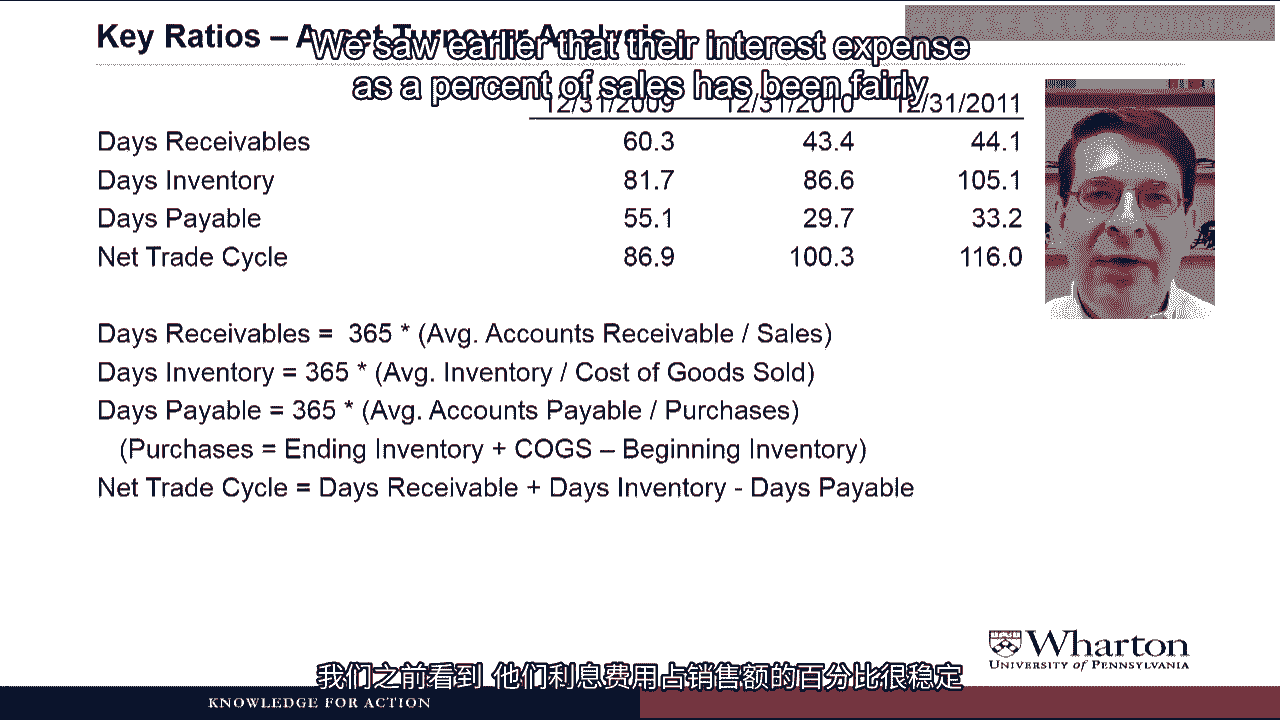 Key Ratios – Asset Turnover Analysis
We saw earlier that their interest expense
as a percent of sales has been fairly
12/31/2009 12/31/2010 12/31/2011
Days Receivables 60.3 43.4 44.1
Days Inventory 81.7 86.6 105.1
Days Payable 55.1 29.7 33.2
Net Trade Cycle 86.9 100.3 116.0
Days Receivables = 365 * (Avg. Accounts Receivable / Sales)
Days Inventory = 365 * (Avg. Inventory / Cost of Goods Sold)
Days Payable = 365 * (Avg. Accounts Payable / Purchases)
(Purchases = Ending Inventory + COGS – Beginning Inventory)
Net Trade Cycle = Days Receivable + Days Inventory - Days Payable
Wharton
UNIVERSITY of PENNSYLVANIA
我们之前看到 他们利息费用占销售额的百分比很稳定
KNOWLEDGE FOR ACTION